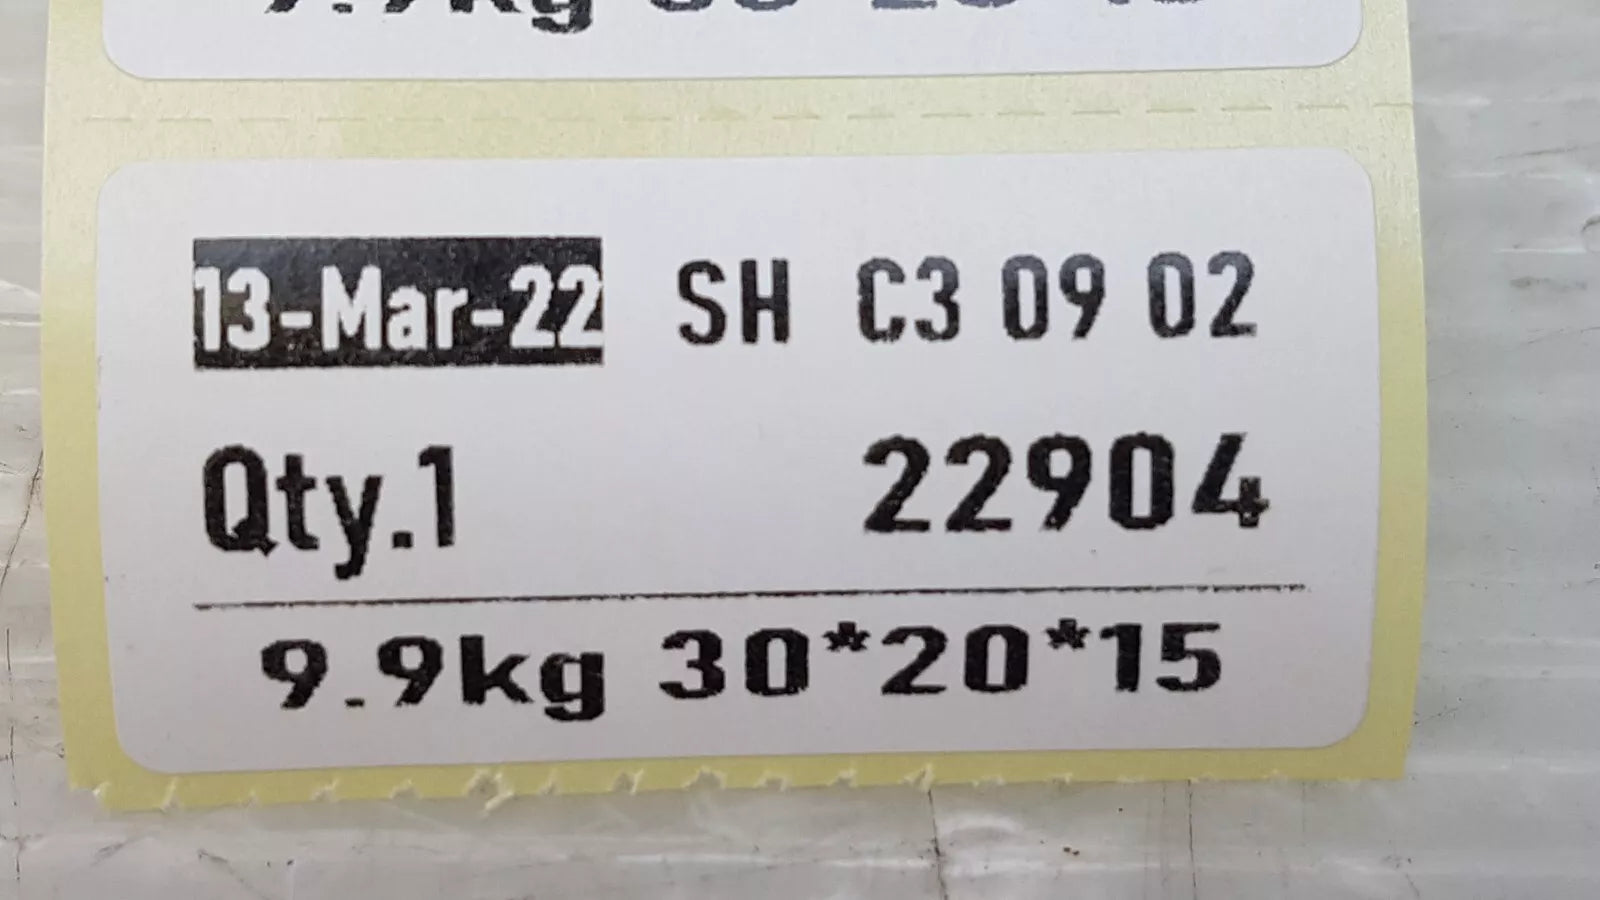 13-Mar-22 SH C3 09 02
Qty.1 22904
9.9kg 30*20*15